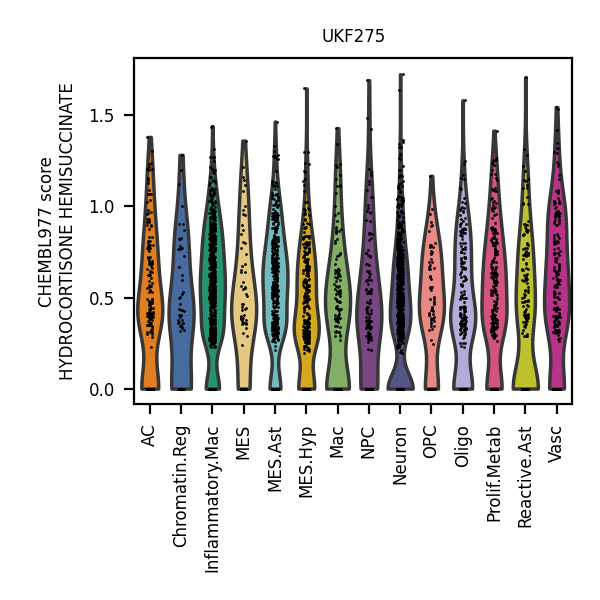 UKF275
CHEMBL977 score
HYDROCORTISONE HEMISUCCINATE
1.5
1.0
0.5
0.0
AC
Chromatin.Reg
Inflammatory.Mac
MES
MES.Ast
MES.Hyp
Mac
NPC
Neuron
OPC
Oligo
Prolif.Metab
Reactive.Ast
Vasc